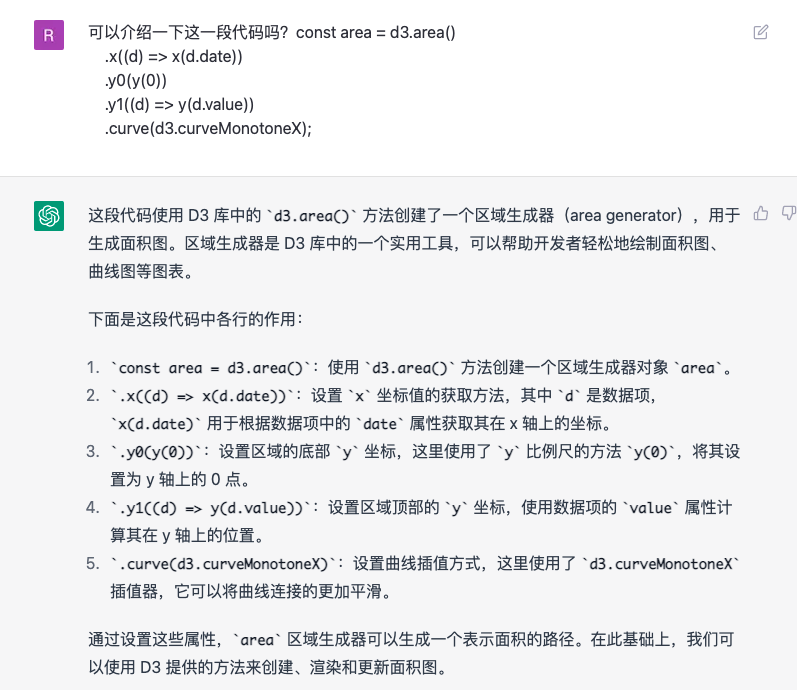 R
可以介绍一下这一段代码吗？const area = d3.area()
.x((d) => x(d.date))
.y0(y(0))
.y1((d) => y(d.value))
.curve(d3.curveMonotoneX);
这段代码使用 D3 库中的 `d3.area()` 方法创建了一个区域生成器（area generator），用于
生成面积图。区域生成器是 D3 库中的一个实用工具，可以帮助开发者轻松地绘制面积图、
曲线图等图表。
下面是这段代码中各行的作用：
1. `const area = d3.area()`：使用 `d3.area()` 方法创建一个区域生成器对象 `area`。
2. `.x((d) => x(d.date))`：设置 `x` 坐标值的获取方法，其中 `d` 是数据项，
`x(d.date)` 用于根据数据项中的 `date` 属性获取其在 x 轴上的坐标。
3. `.y0(y(0))`：设置区域的底部 `y` 坐标，这里使用了 `y` 比例尺的方法 `y(0)`，将其设
置为 y 轴上的 0 点。
4. `.y1((d) => y(d.value))`：设置区域顶部的 `y` 坐标，使用数据项的 `value` 属性计
算其在 y 轴上的位置。
5. `.curve(d3.curveMonotoneX)`：设置曲线插值方式，这里使用了 `d3.curveMonotoneX`
插值器，它可以将曲线连接的更加平滑。
通过设置这些属性，`area` 区域生成器可以生成一个表示面积的路径。在此基础上，我们可
以使用 D3 提供的方法来创建、渲染和更新面积图。